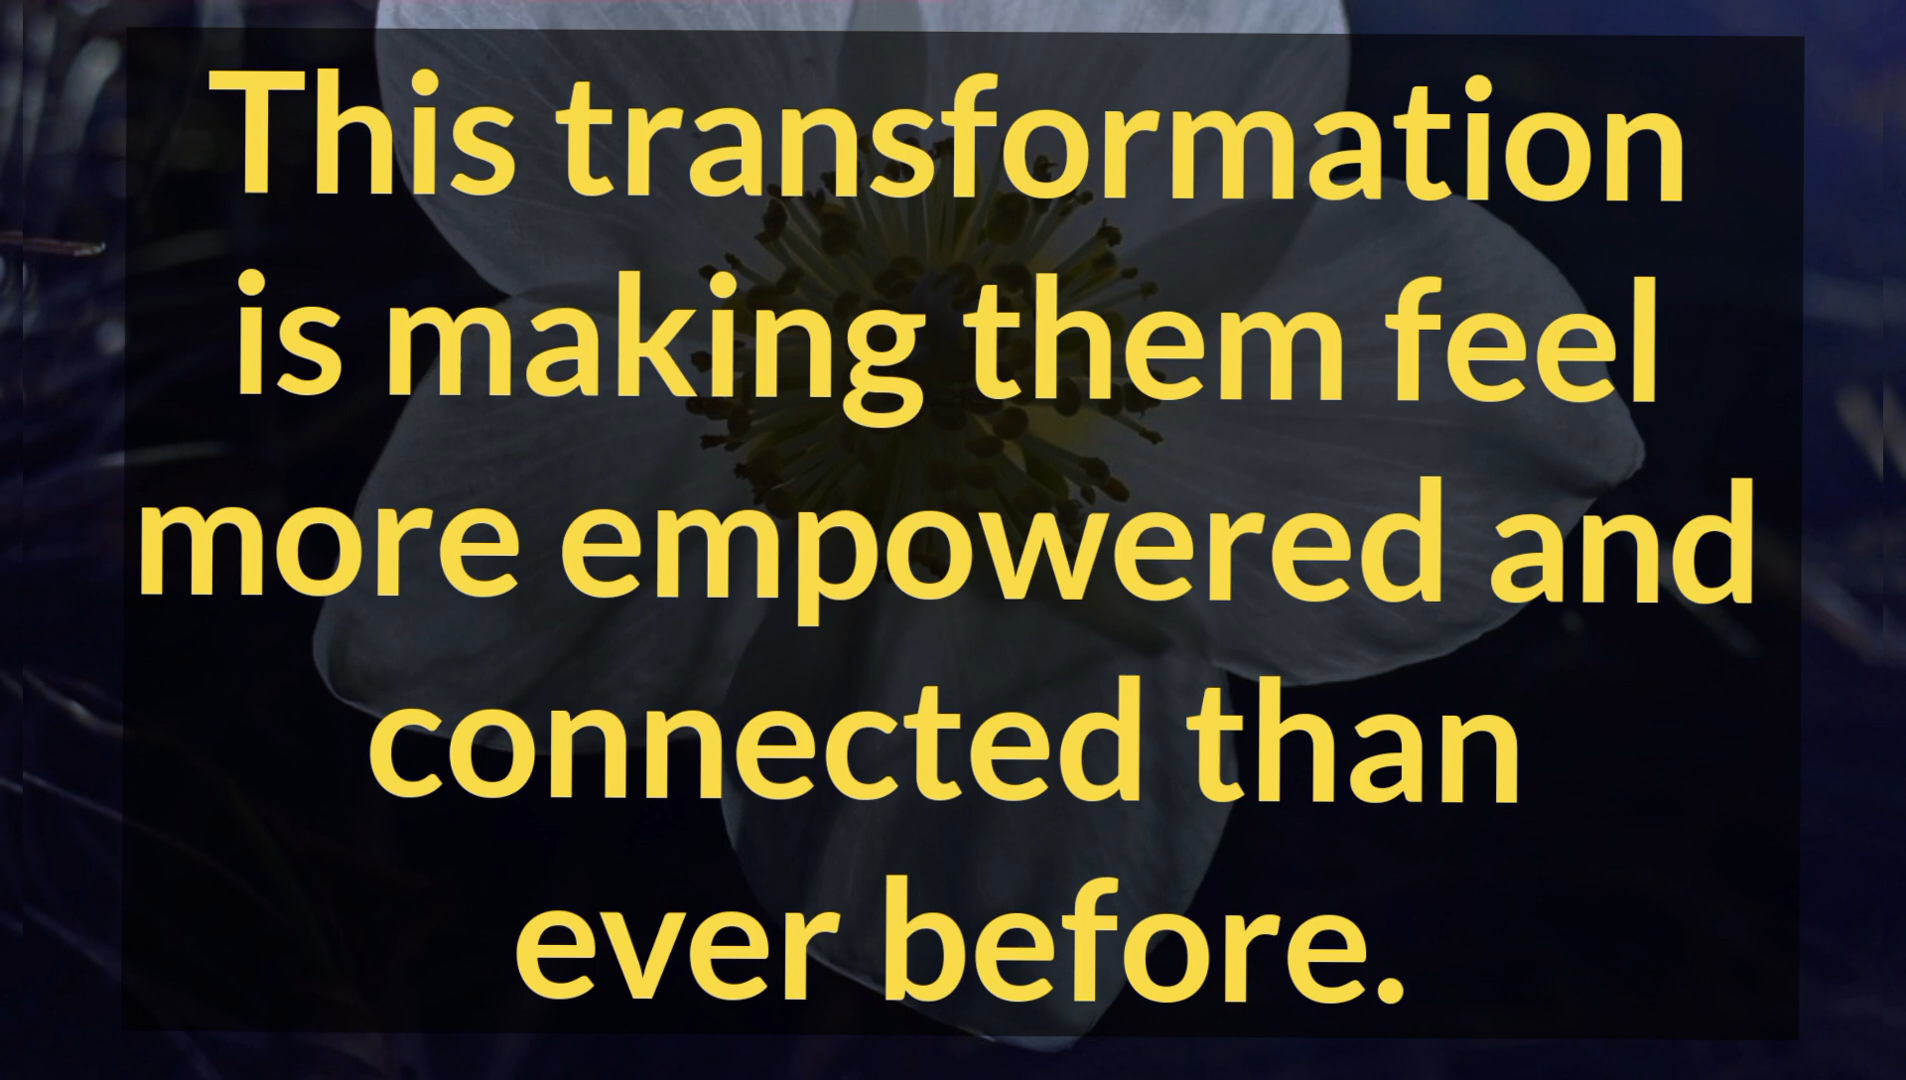 This transformation
is making them feel
more empowered and
connected than
ever before.